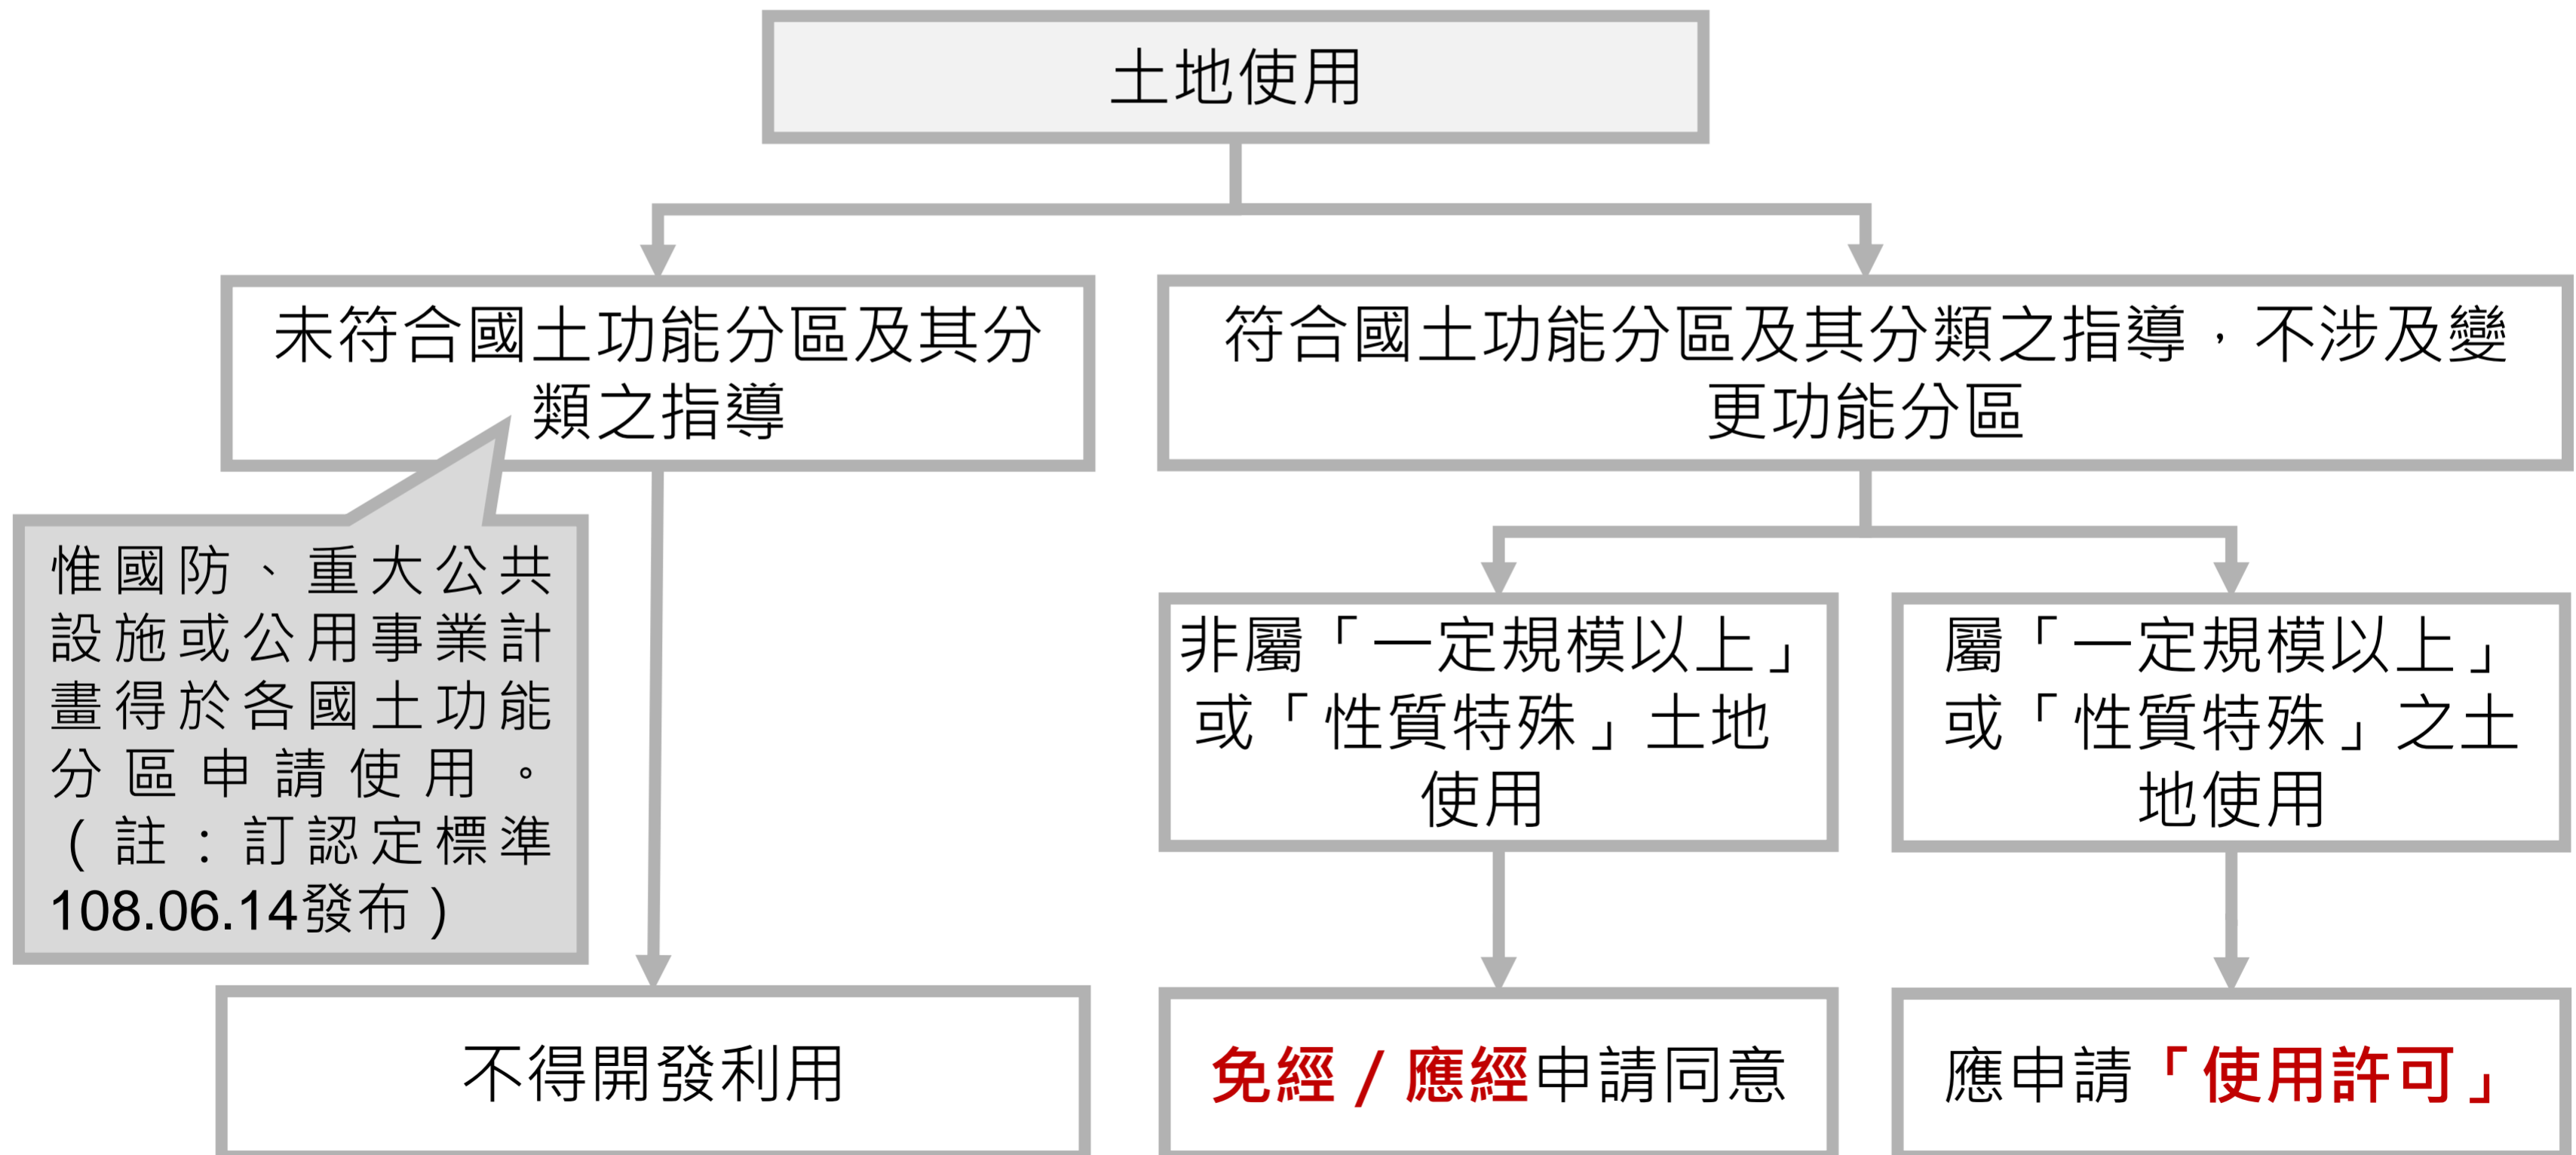 土地使用
未符合國土功能分區及其分
類之指導
符合國土功能分區及其分類之指導，不涉及變
更功能分區
惟國防、重大公共
設施或公用事業計
畫得於各國土功能
分區申請使用。
（註：訂認定標準
108.06.14發布）
非屬「一定規模以上」
或「性質特殊」土地
使用
屬「一定規模以上」
或「性質特殊」之土
地使用
不得開發利用
免經/應經申請同意
應申請「使用許可」